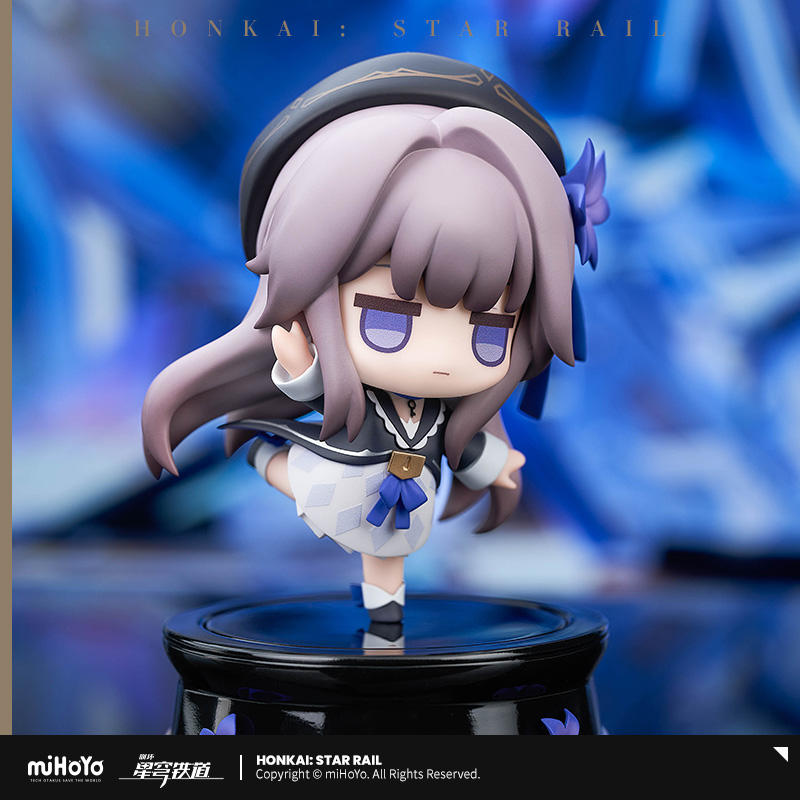 HONKAI: STAR RAIL
miHoYo
TECH OTAKUS SAVE THE WORLD
崩坏
星穹铁道
HONKAI: STAR RAIL
Copyright © miHoYo. All Rights Reserved.